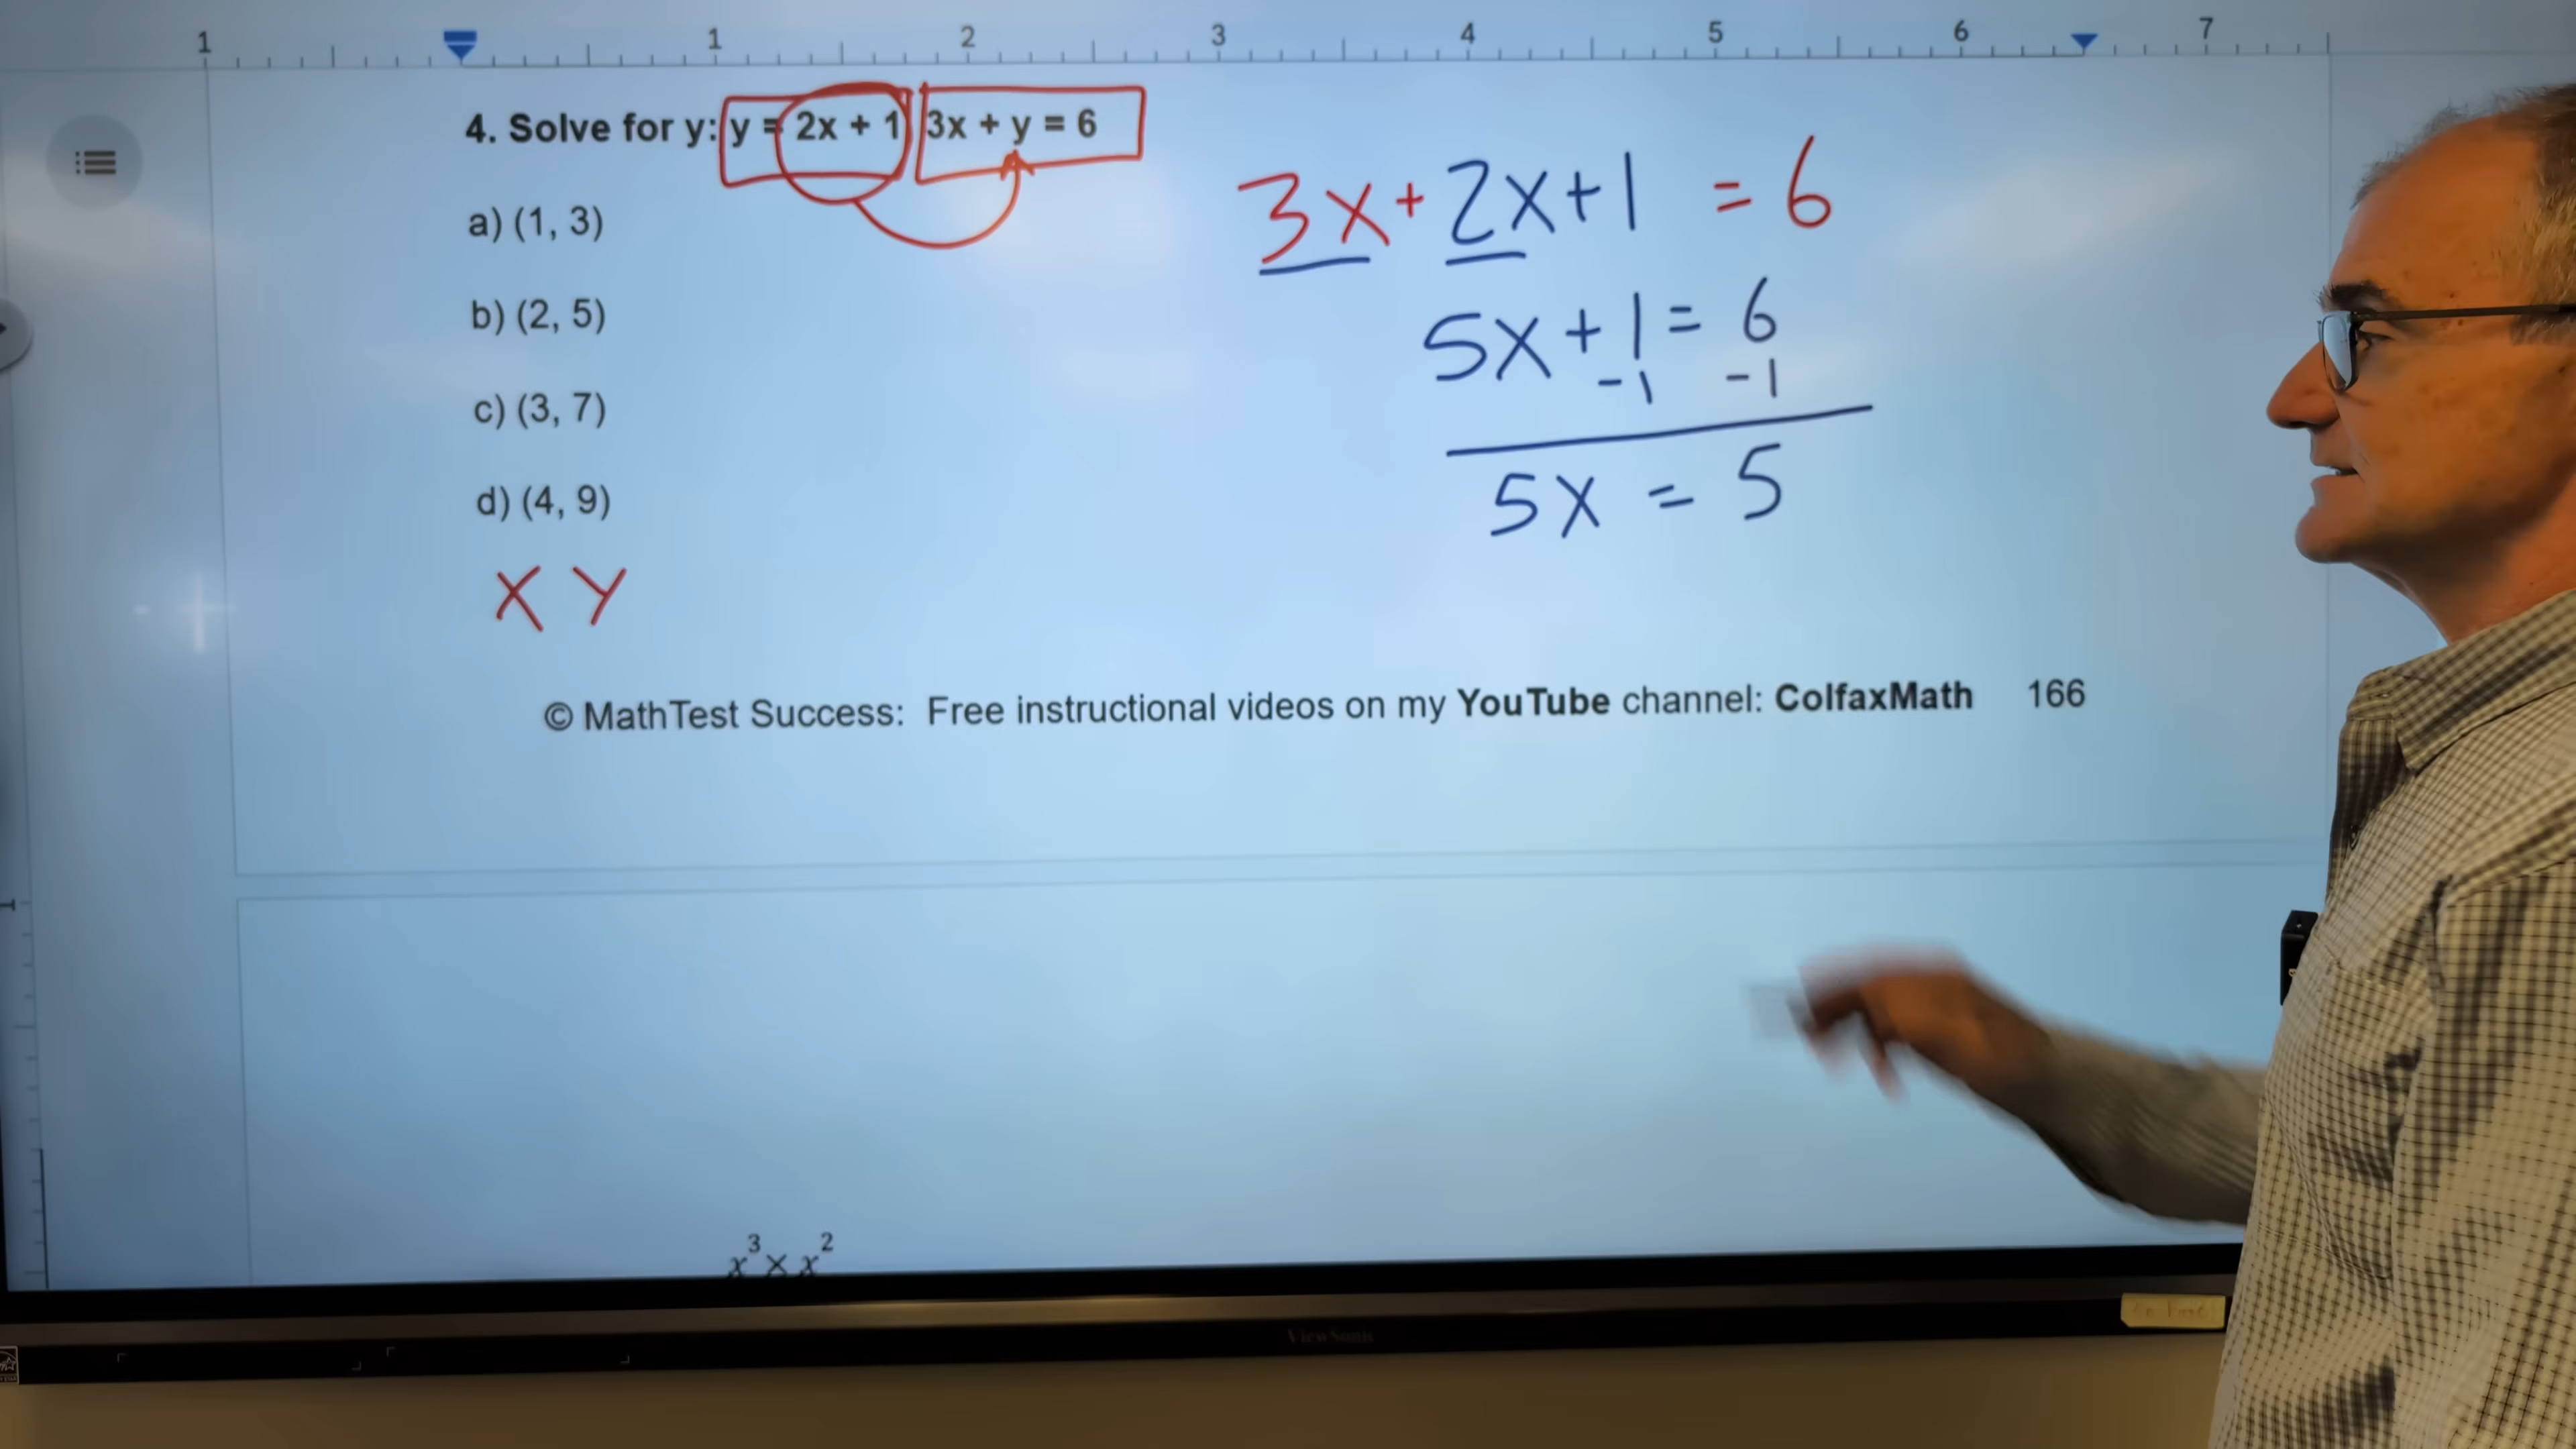 1 1 2 3 4 5 6 7
4. Solve for y: y = 2x + 1 3x + y = 6
a) (1, 3)
b) (2, 5)
c) (3, 7)
d) (4, 9)
X Y
3x + 2x + 1 = 6
5x + 1 = 6
-1 -1
5x = 5
© MathTest Success: Free instructional videos on my YouTube channel: ColfaxMath 166
1
x³ × x²
ViewSonic